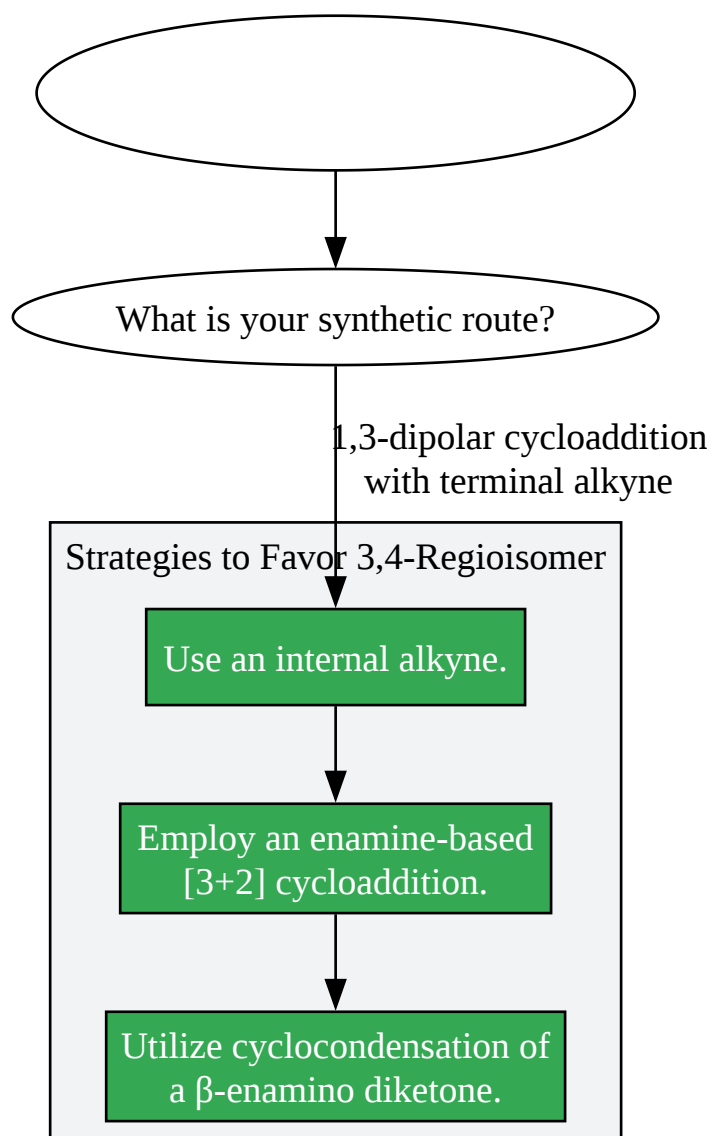 What is your synthetic route?
1,3-dipolar cycloaddition
with terminal alkyne
Strategies to Favor 3,4-Regioisomer
Use an internal alkyne.
Employ an enamine-based
[3+2] cycloaddition.
Utilize cyclocondensation of
a β-enamino diketone.